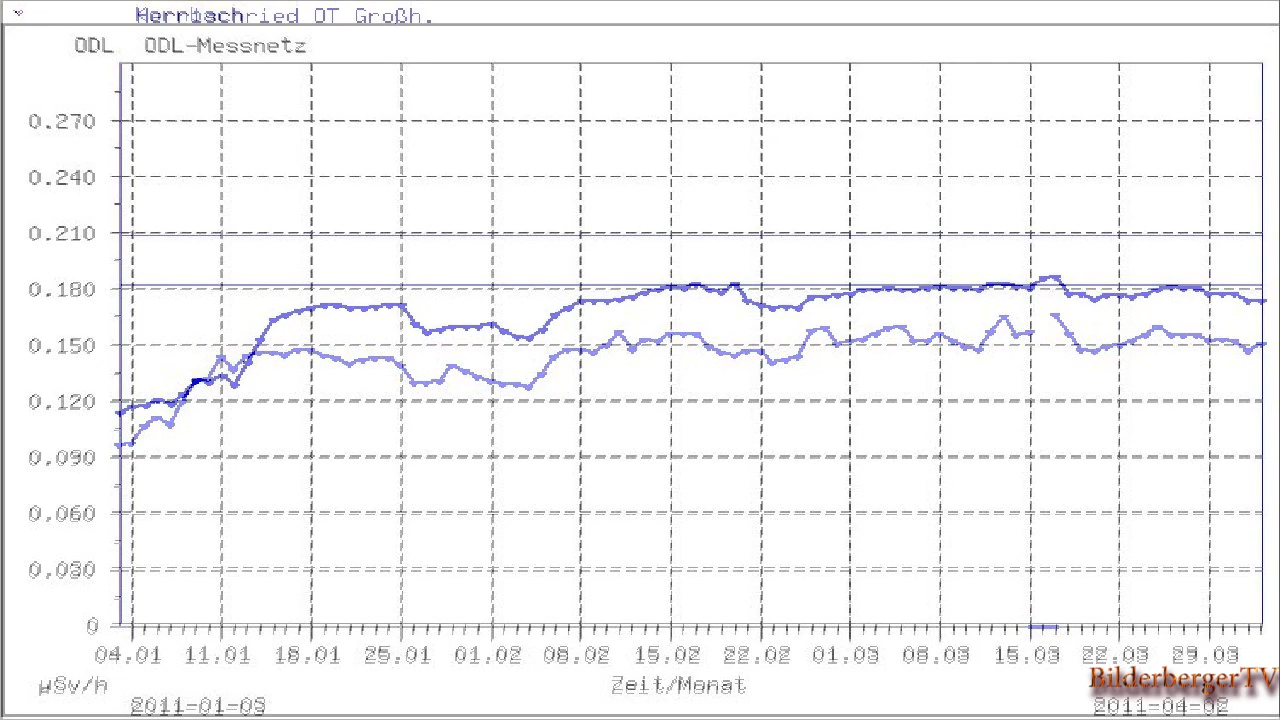 OT Großh.
ODL ODL-Messnetz
0.270
0.240
0.210
0.180
0.150
0.120
0.090
0.060
0.030
0
04.01 11.01 18.01 25.01 01.02 08.02 15.02 22.02 01.03 08.03 15.03 22.03 29.03
µSv/h Zeit/Monat BilderbergerTV
2011-01-03 2011-04-02